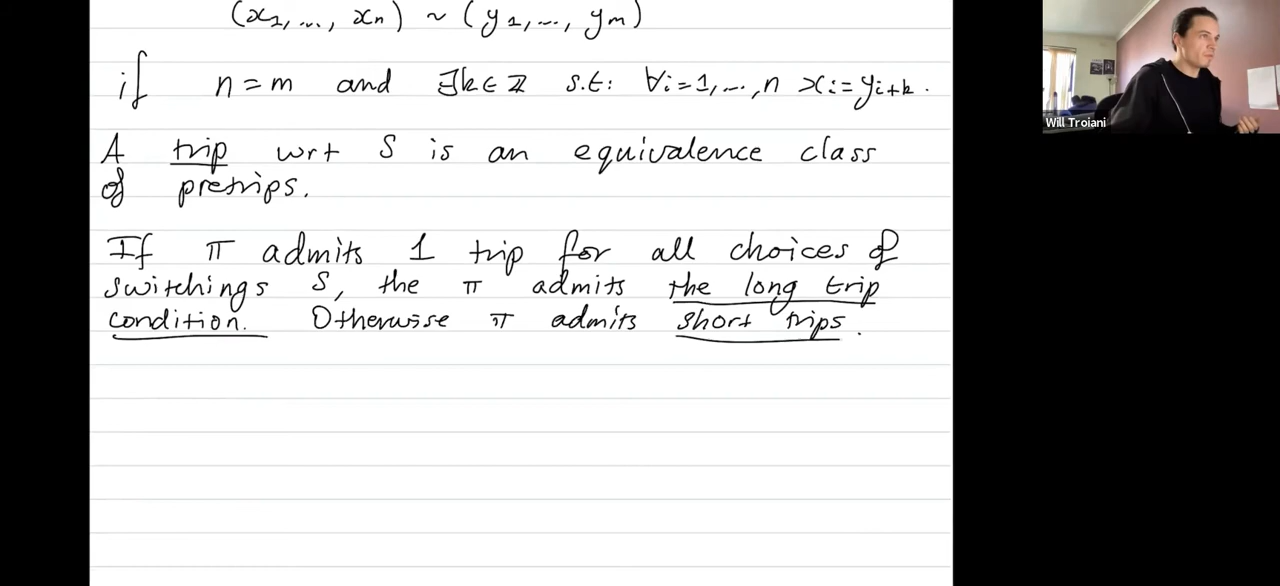 (x₁, ..., xₙ) ~ (y₁, ..., yₘ)
if n = m and ∃k ∈ ℤ s.t. ∀i = 1, ..., n xᵢ = yᵢ₊ₖ .
A trip wrt S is an equivalence class
of pretrips.
If π admits 1 trip for all choices of
switchings S, the π admits the long trip
condition. Otherwise π admits short trips.
Will Troiani